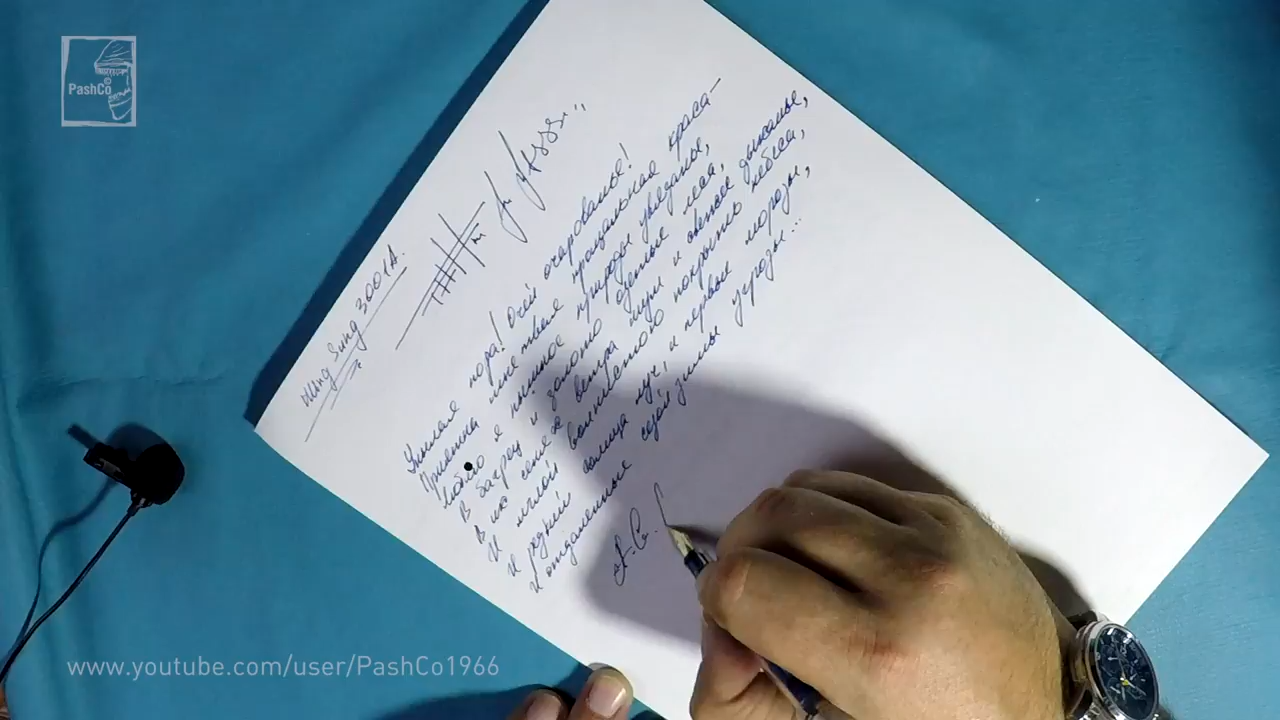 PashCo
©
Wing Sung 3001A.
Унылая пора! Очей очарованье!
Приятна мне твоя прощальная краса –
Люблю я пышное природы увяданье,
В багрец и золото одетые леса,
В их сенях ветра шум и свежее дыханье,
И мглой волнистою покрыты небеса,
И редкий солнца луч, и первые морозы,
И отдаленные седой зимы угрозы...
А.С.
www.youtube.com/user/PashCo1966